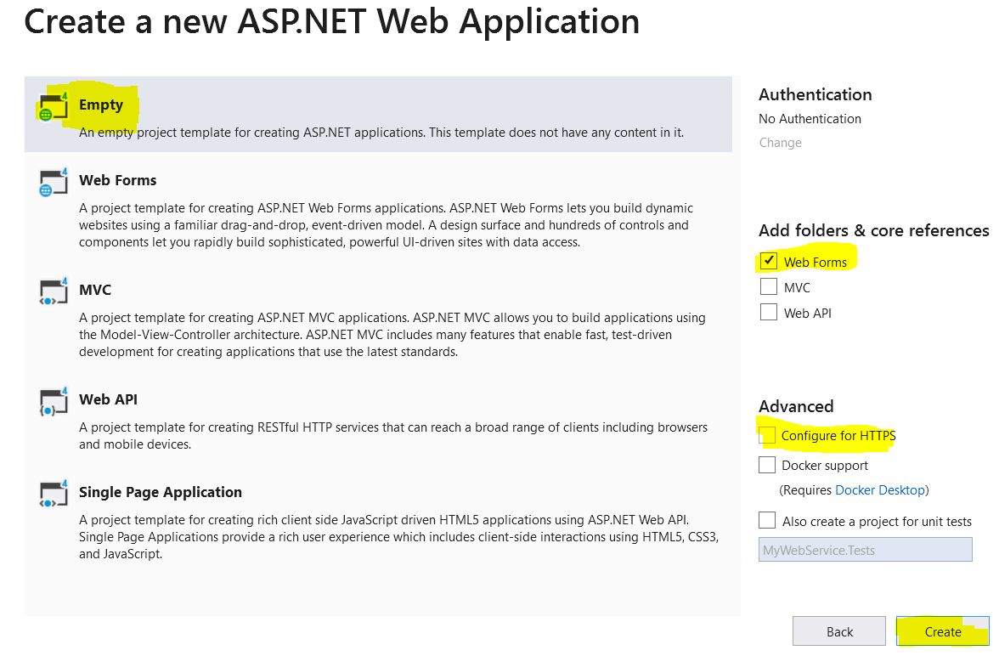 Create a new ASP.NET Web Application
Empty
An empty project template for creating ASP.NET applications. This template does not have any content in it.
Web Forms
A project template for creating ASP.NET Web Forms applications. ASP.NET Web Forms lets you build dynamic
websites using a familiar drag-and-drop, event-driven model. A design surface and hundreds of controls and
components let you rapidly build sophisticated, powerful UI-driven sites with data access.
MVC
A project template for creating ASP.NET MVC applications. ASP.NET MVC allows you to build applications using
the Model-View-Controller architecture. ASP.NET MVC includes many features that enable fast, test-driven
development for creating applications that use the latest standards.
Web API
A project template for creating RESTful HTTP services that can reach a broad range of clients including browsers
and mobile devices.
Single Page Application
A project template for creating rich client side JavaScript driven HTML5 applications using ASP.NET Web API.
Single Page Applications provide a rich user experience which includes client-side interactions using HTML5, CSS3,
and JavaScript.
Authentication
No Authentication
Change
Add folders & core references
Web Forms
MVC
Web API
Advanced
Configure for HTTPS
Docker support
(Requires Docker Desktop)
Also create a project for unit tests
MyWebService.Tests
Back
Create